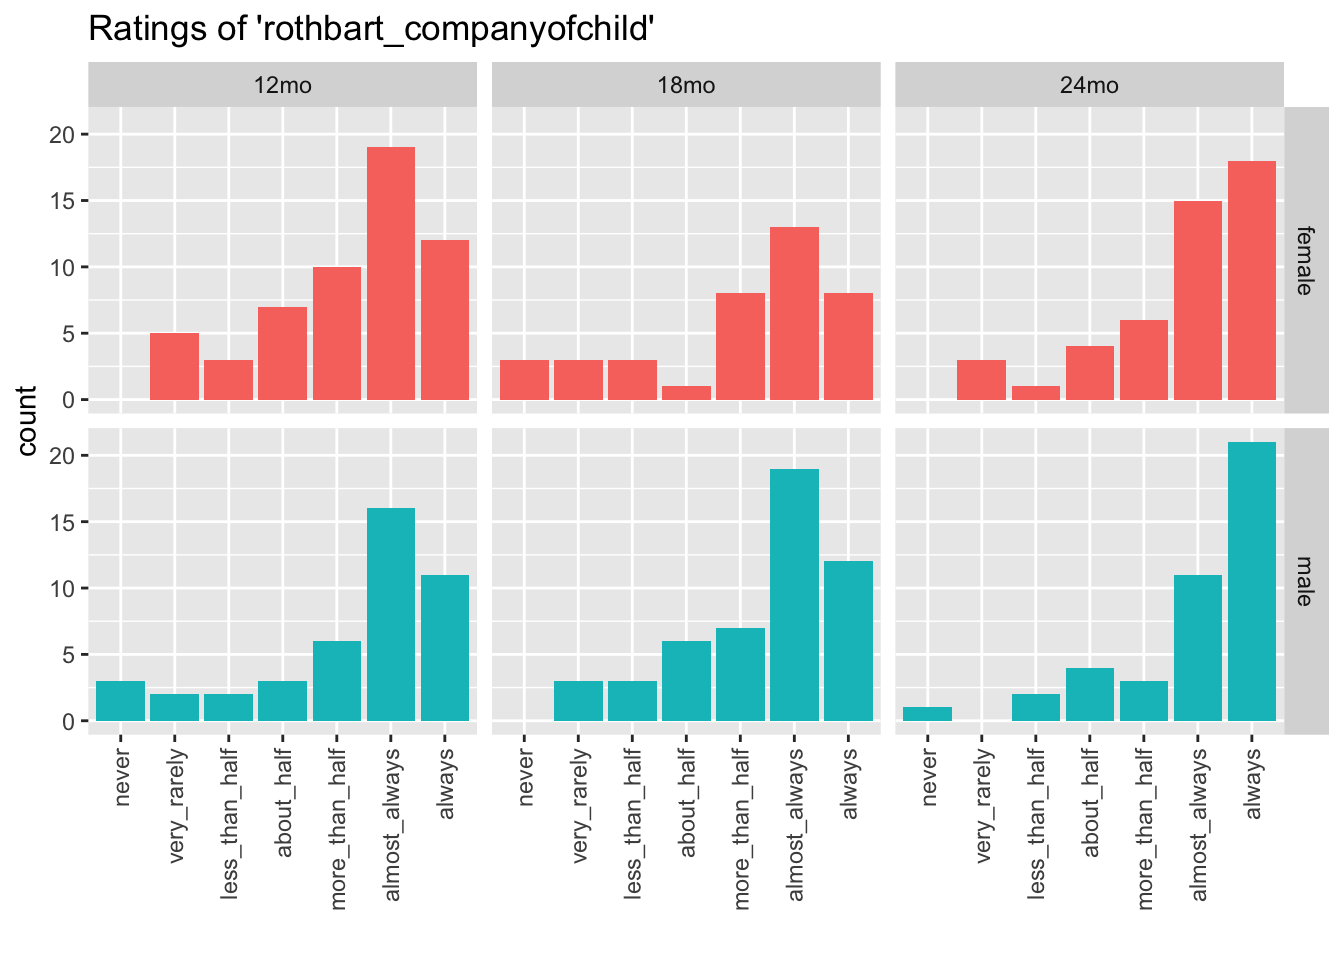 Ratings of 'rothbart_companyofchild'
12mo
18mo
24mo
count
20
15
10
5
0
female
20
15
10
5
0
male
never
very_rarely
less_than_half
about_half
more_than_half
almost_always
always
never
very_rarely
less_than_half
about_half
more_than_half
almost_always
always
never
very_rarely
less_than_half
about_half
more_than_half
almost_always
always